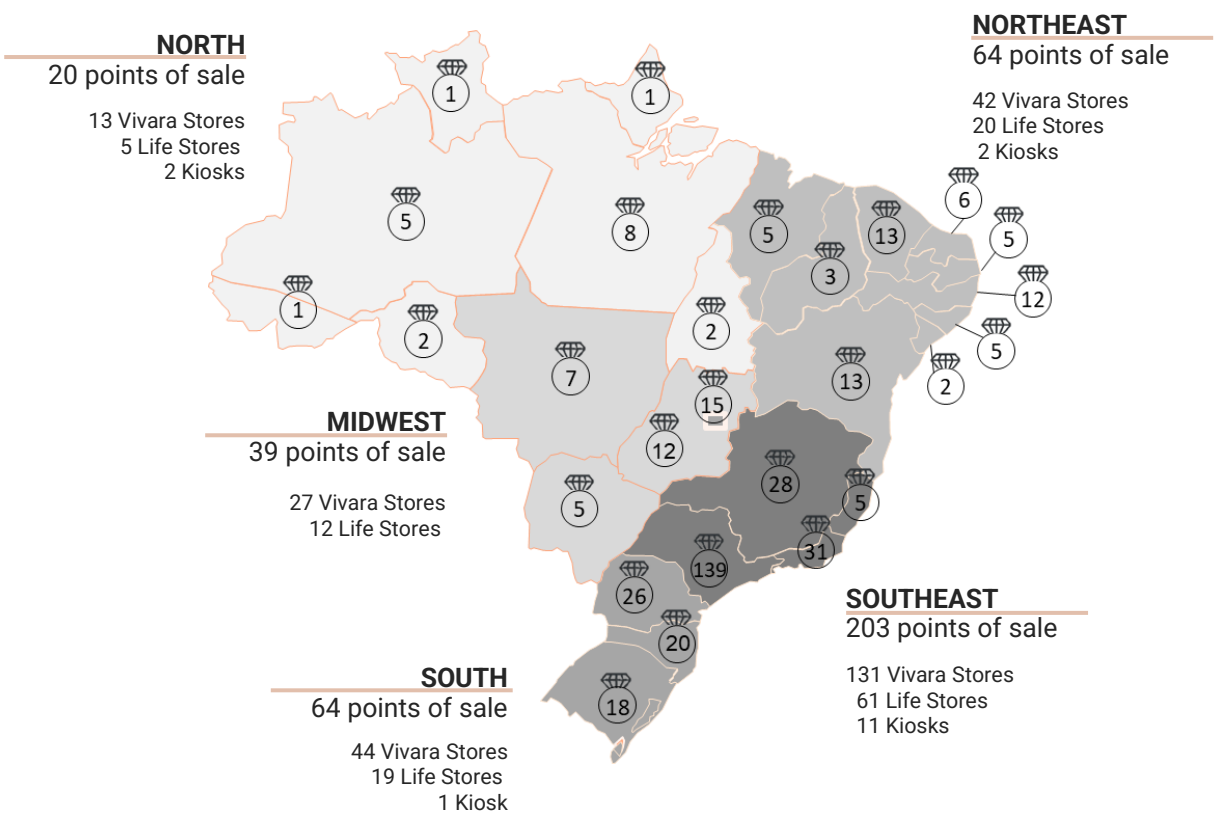 NORTH
20 points of sale
13 Vivara Stores
5 Life Stores
2 Kiosks
NORTHEAST
64 points of sale
42 Vivara Stores
20 Life Stores
2 Kiosks
1
1
5
8
5
3
13
6
5
12
5
2
1
2
7
2
13
15
12
5
28
5
31
139
26
20
18
MIDWEST
39 points of sale
27 Vivara Stores
12 Life Stores
SOUTHEAST
203 points of sale
131 Vivara Stores
61 Life Stores
11 Kiosks
SOUTH
64 points of sale
44 Vivara Stores
19 Life Stores
1 Kiosk